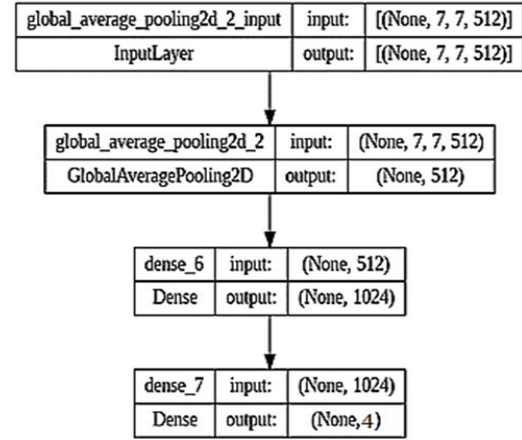 global_average_pooling2d_2_input input: [(None, 7, 7, 512)]
InputLayer output: [(None, 7, 7, 512)]
global_average_pooling2d_2 input: (None, 7, 7, 512)
GlobalAveragePooling2D output: (None, 512)
dense_6 input: (None, 512)
Dense output: (None, 1024)
dense_7 input: (None, 1024)
Dense output: (None,4)